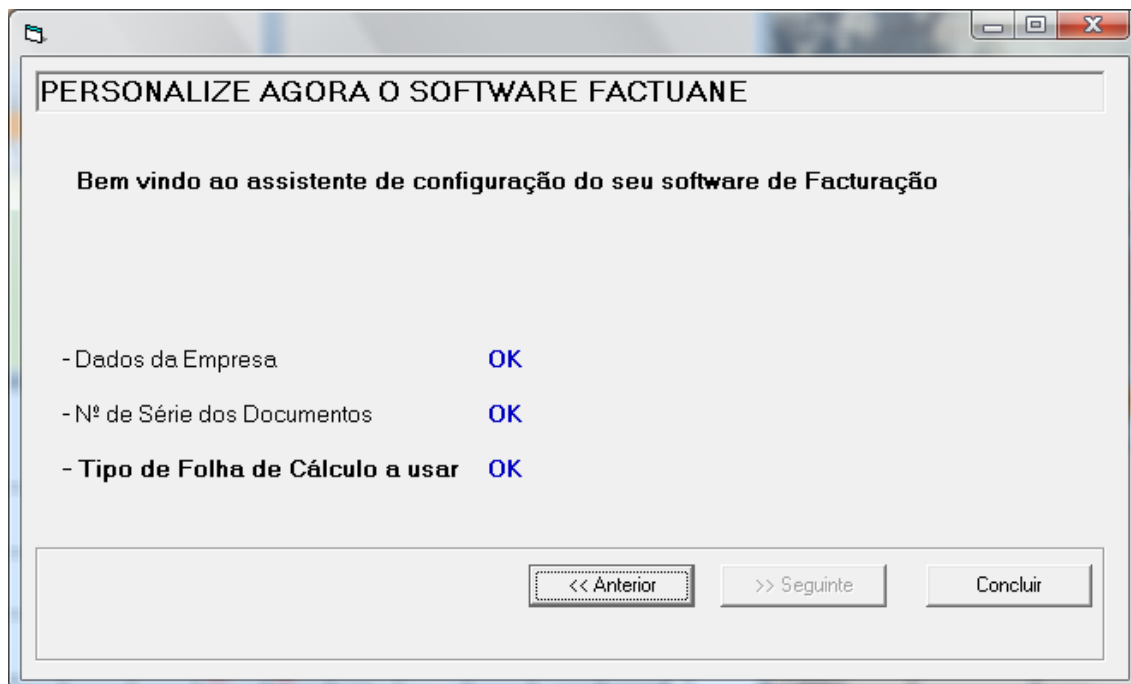 PERSONALIZE AGORA O SOFTWARE FACTUANE
Bem vindo ao assistente de configuração do seu software de Facturação
- Dados da Empresa OK
- Nº de Série dos Documentos OK
- Tipo de Folha de Cálculo a usar OK
<< Anterior >> Seguinte Concluir